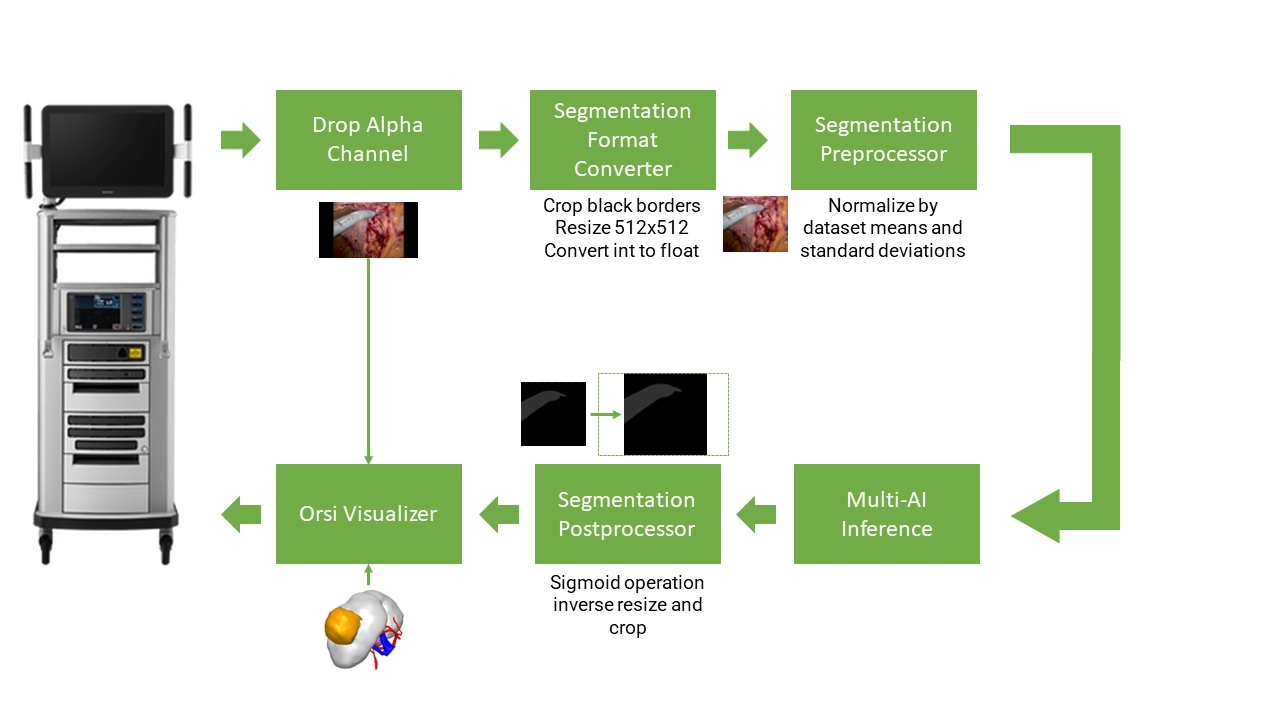 Drop Alpha
Channel
Segmentation
Format
Converter
Segmentation
Preprocessor
Crop black borders
Resize 512x512
Convert int to float
Normalize by
dataset means and
standard deviations
Orsi Visualizer
Segmentation
Postprocessor
Multi-AI
Inference
Sigmoid operation
inverse resize and
crop